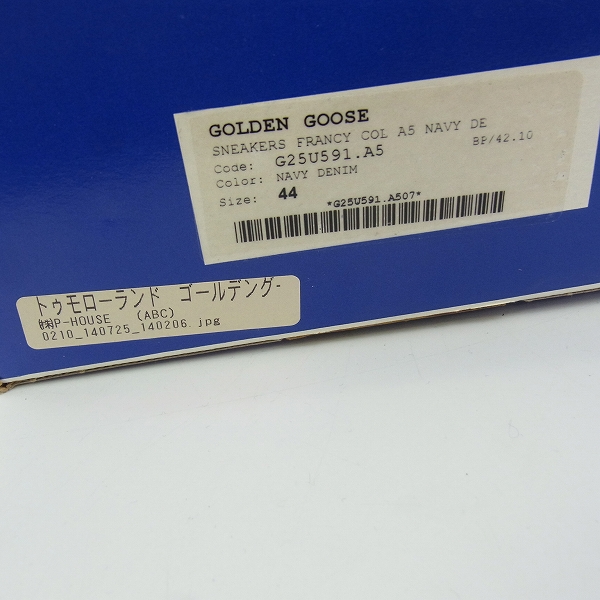 GOLDEN GOOSE
SNEAKERS FRANCY COL A5 NAVY DE
Code: G25U591.A5 BP/42.10
Color: NAVY DENIM
Size: 44
*G25U591.A507*
トゥモローランド ゴールデング-
㈱P-HOUSE (ABC)
0210_140725_140206.jpg